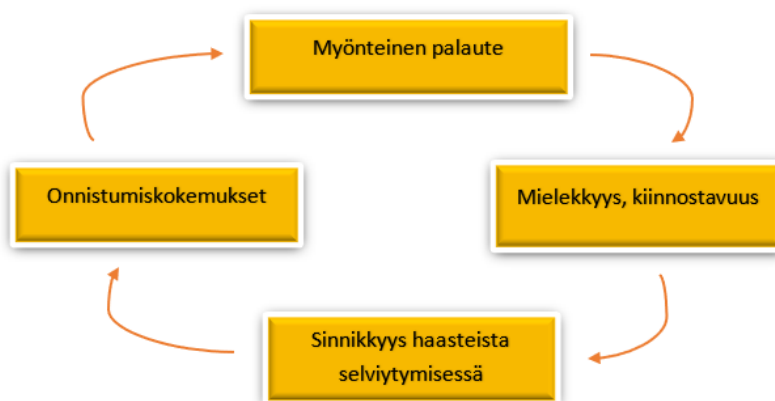 Myönteinen palaute
Onnistumiskokemukset
Mielekkyys, kiinnostavuus
Sinnikkyys haasteista
selviytymisessä